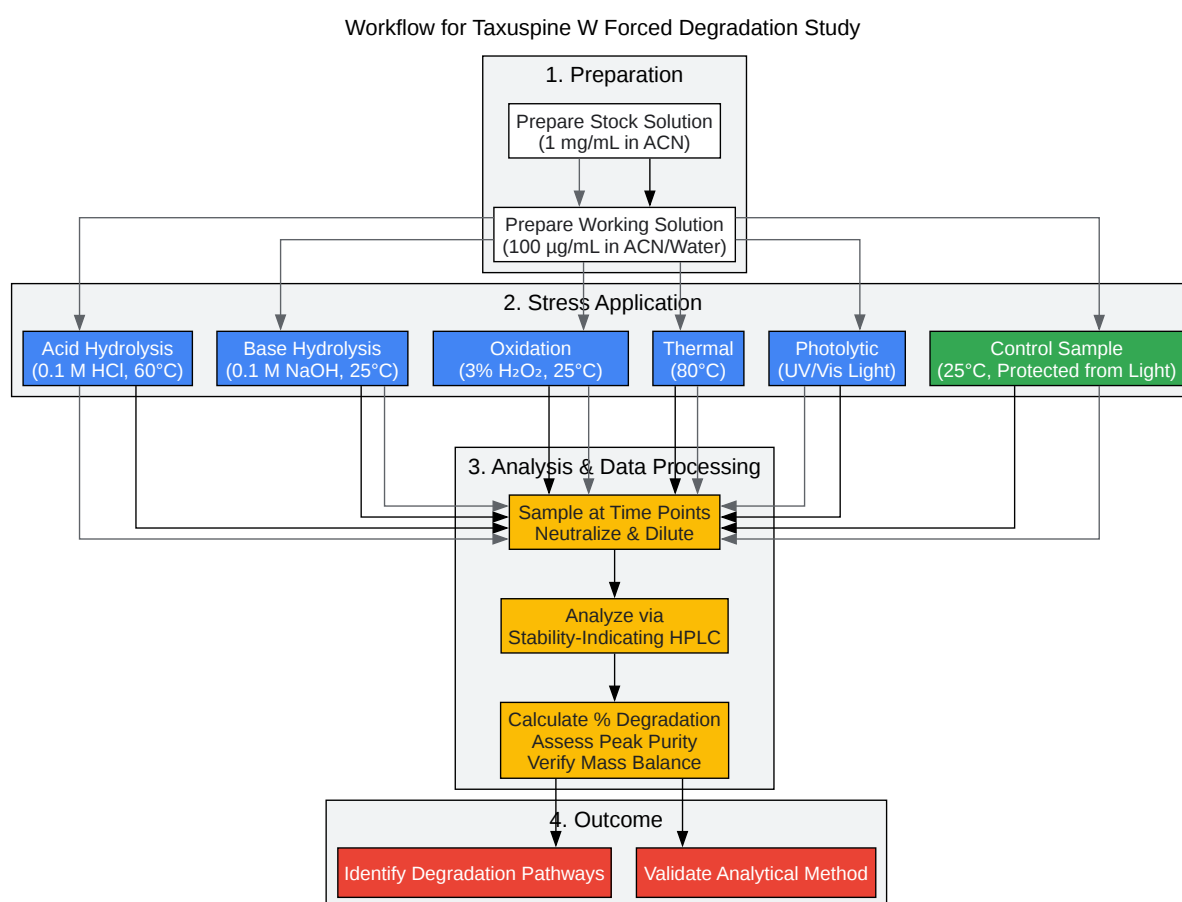 Workflow for Taxuspine W Forced Degradation Study
1. Preparation
Prepare Stock Solution
(1 mg/mL in ACN)
Prepare Working Solution
(100 µg/mL in ACN/Water)
2. Stress Application
Acid Hydrolysis
(0.1 M HCl, 60°C)
Base Hydrolysis
(0.1 M NaOH, 25°C)
Oxidation
(3% H₂O₂, 25°C)
Thermal
(80°C)
Photolytic
(UV/Vis Light)
Control Sample
(25°C, Protected from Light)
3. Analysis & Data Processing
Sample at Time Points
Neutralize & Dilute
Analyze via
Stability-Indicating HPLC
Calculate % Degradation
Assess Peak Purity
Verify Mass Balance
4. Outcome
Identify Degradation Pathways
Validate Analytical Method